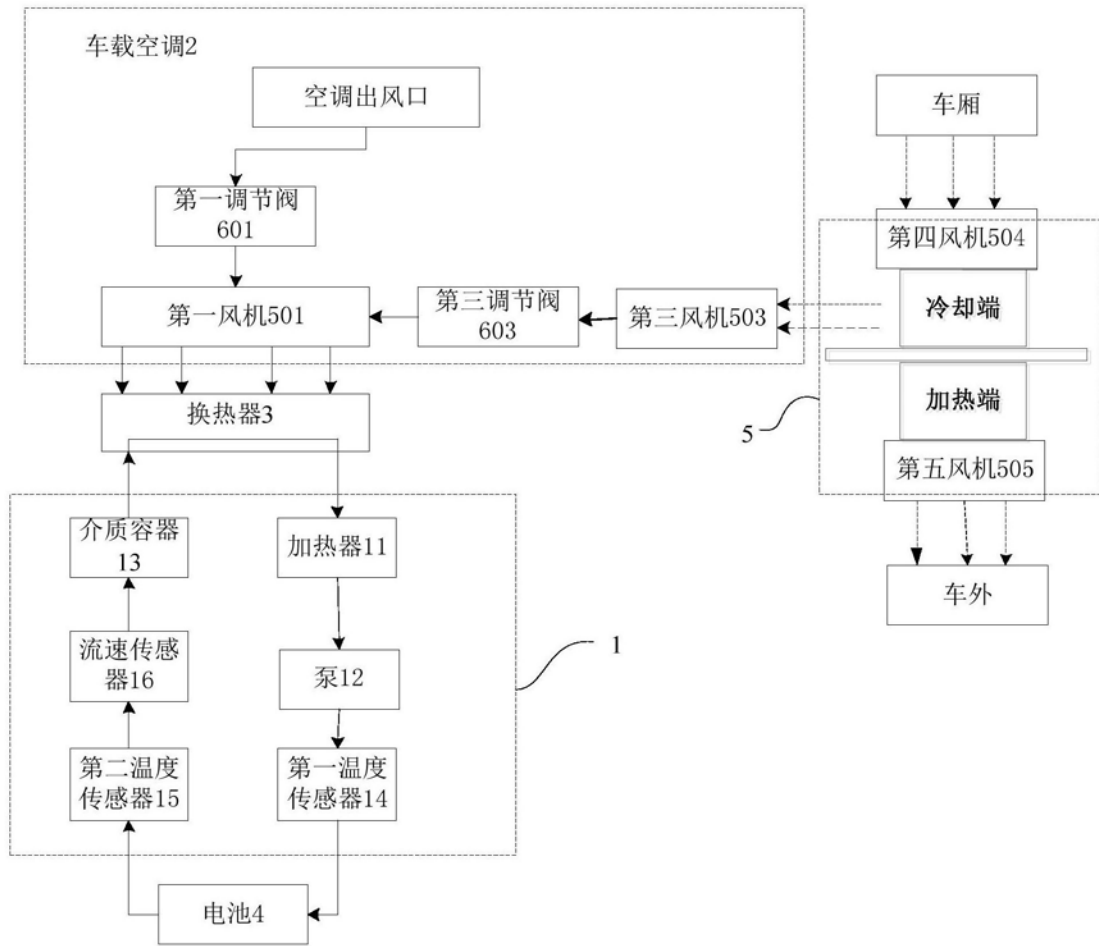 车载空调2
空调出风口
车厢
第一调节阀
601
第四风机504
第一风机501
第三调节阀
603
第三风机503
冷却端
加热端
换热器3
5
第五风机505
介质容器
13
加热器11
车外
流速传感
器16
泵12
1
第二温度
传感器15
第一温度
传感器14
电池4